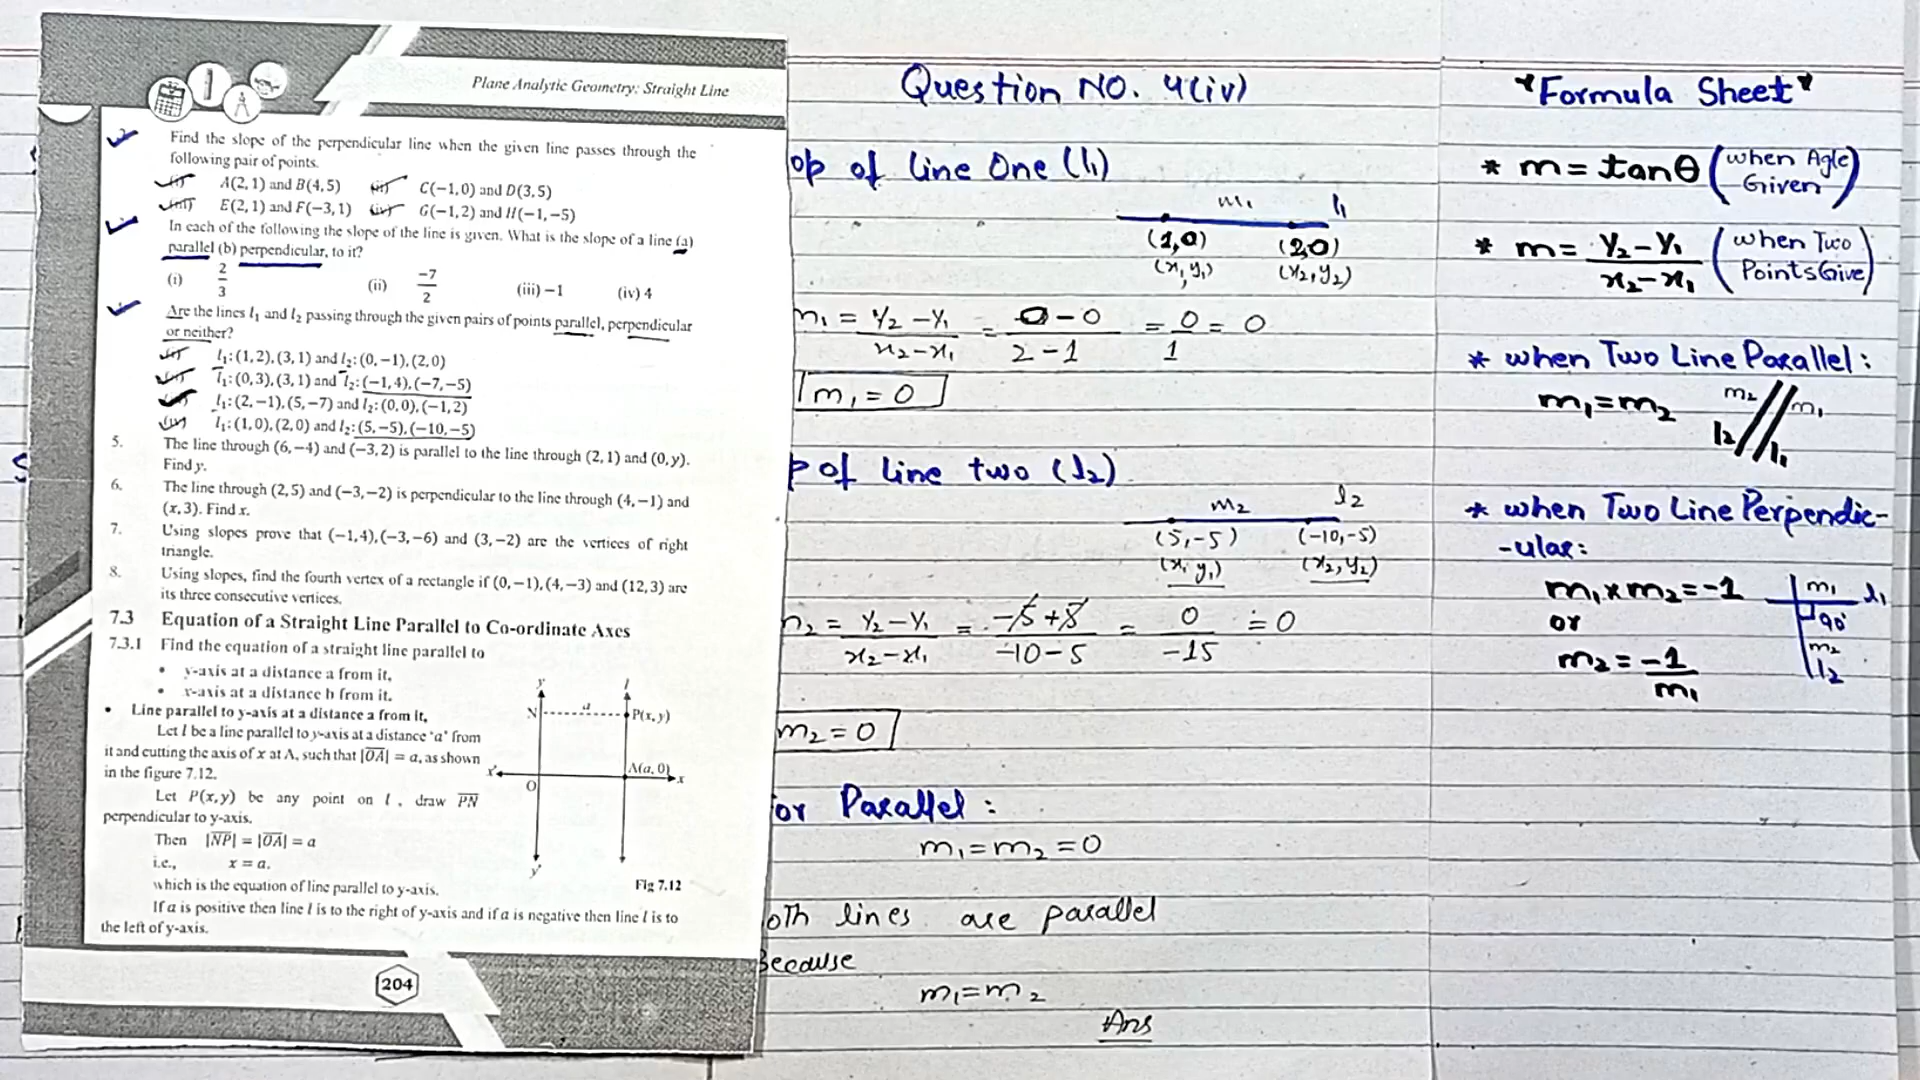 Plane Analytic Geometry: Straight Line
Find the slope of the perpendicular line when the given line passes through the
following pair of points.
(i) A(2, 1) and B(4, 5) (ii) C(−1, 0) and D(3, 5)
(iii) E(2, 1) and F(−3, 1) (iv) G(−1, 2) and H(−1, −5)
In each of the following the slope of the line is given. What is the slope of a line (a)
parallel (b) perpendicular, to it?
(i) 2/3 (ii) −7/2 (iii) −1 (iv) 4
Are the lines l₁ and l₂ passing through the given pairs of points parallel, perpendicular
or neither?
l₁: (1, 2), (3, 1) and l₂: (0, −1), (2, 0)
l₁: (0, 3), (3, 1) and l₂: (−1, 4), (−7, −5)
l₁: (2, −1), (5, −7) and l₂: (0, 0), (−1, 2)
(iv) l₁: (1, 0), (2, 0) and l₂: (5, −5), (−10, −5)
5. The line through (6, −4) and (−3, 2) is parallel to the line through (2, 1) and (0, y).
Find y.
6. The line through (2, 5) and (−3, −2) is perpendicular to the line through (4, −1) and
(x, 3). Find x.
7. Using slopes prove that (−1, 4), (−3, −6) and (3, −2) are the vertices of right
triangle.
8. Using slopes, find the fourth vertex of a rectangle if (0, −1), (4, −3) and (12, 3) are
its three consecutive vertices.
7.3 Equation of a Straight Line Parallel to Co-ordinate Axes
7.3.1 Find the equation of a straight line parallel to
• y-axis at a distance a from it,
• x-axis at a distance b from it.
• Line parallel to y-axis at a distance a from it,
Let l be a line parallel to y-axis at a distance 'a' from
it and cutting the axis of x at A, such that |OA| = a, as shown
in the figure 7.12.
Let P(x, y) be any point on l, draw PN
perpendicular to y-axis.
Then |NP| = |OA| = a
i.e., x = a.
which is the equation of line parallel to y-axis.
If a is positive then line l is to the right of y-axis and if a is negative then line l is to
the left of y-axis.
y l
N a P(x, y)
x' O A(a, 0) x
y'
Fig 7.12
204
Question NO. 4(iv)
op of line One (l₁)
m₁ l₁
(1,0) (2,0)
(x₁,y₁) (x₂,y₂)
m₁ = y₂-y₁/x₂-x₁ = 0-0/2-1 = 0/1 = 0
m₁ = 0
p of line two (l₂)
m₂ l₂
(5,-5) (-10,-5)
(x₁ y₁) (x₂,y₂)
m₂ = y₂-y₁/x₂-x₁ = -5+5/-10-5 = 0/-15 = 0
m₂ = 0
or Parallel :
m₁=m₂=0
oth lines are parallel
Because
m₁=m₂
Ans
"Formula Sheet"
* m = tanθ (when Agle Given)
* m = y₂-y₁/x₂-x₁ (when Two Points Give)
* when Two Line Parallel :
m₁=m₂
m₂ m₁
l₂ l₁
* when Two Line Perpendic-
-ular:
m₁×m₂=-1
or
m₂=-1/m₁
m₁ l₁
90°
m₂
l₂